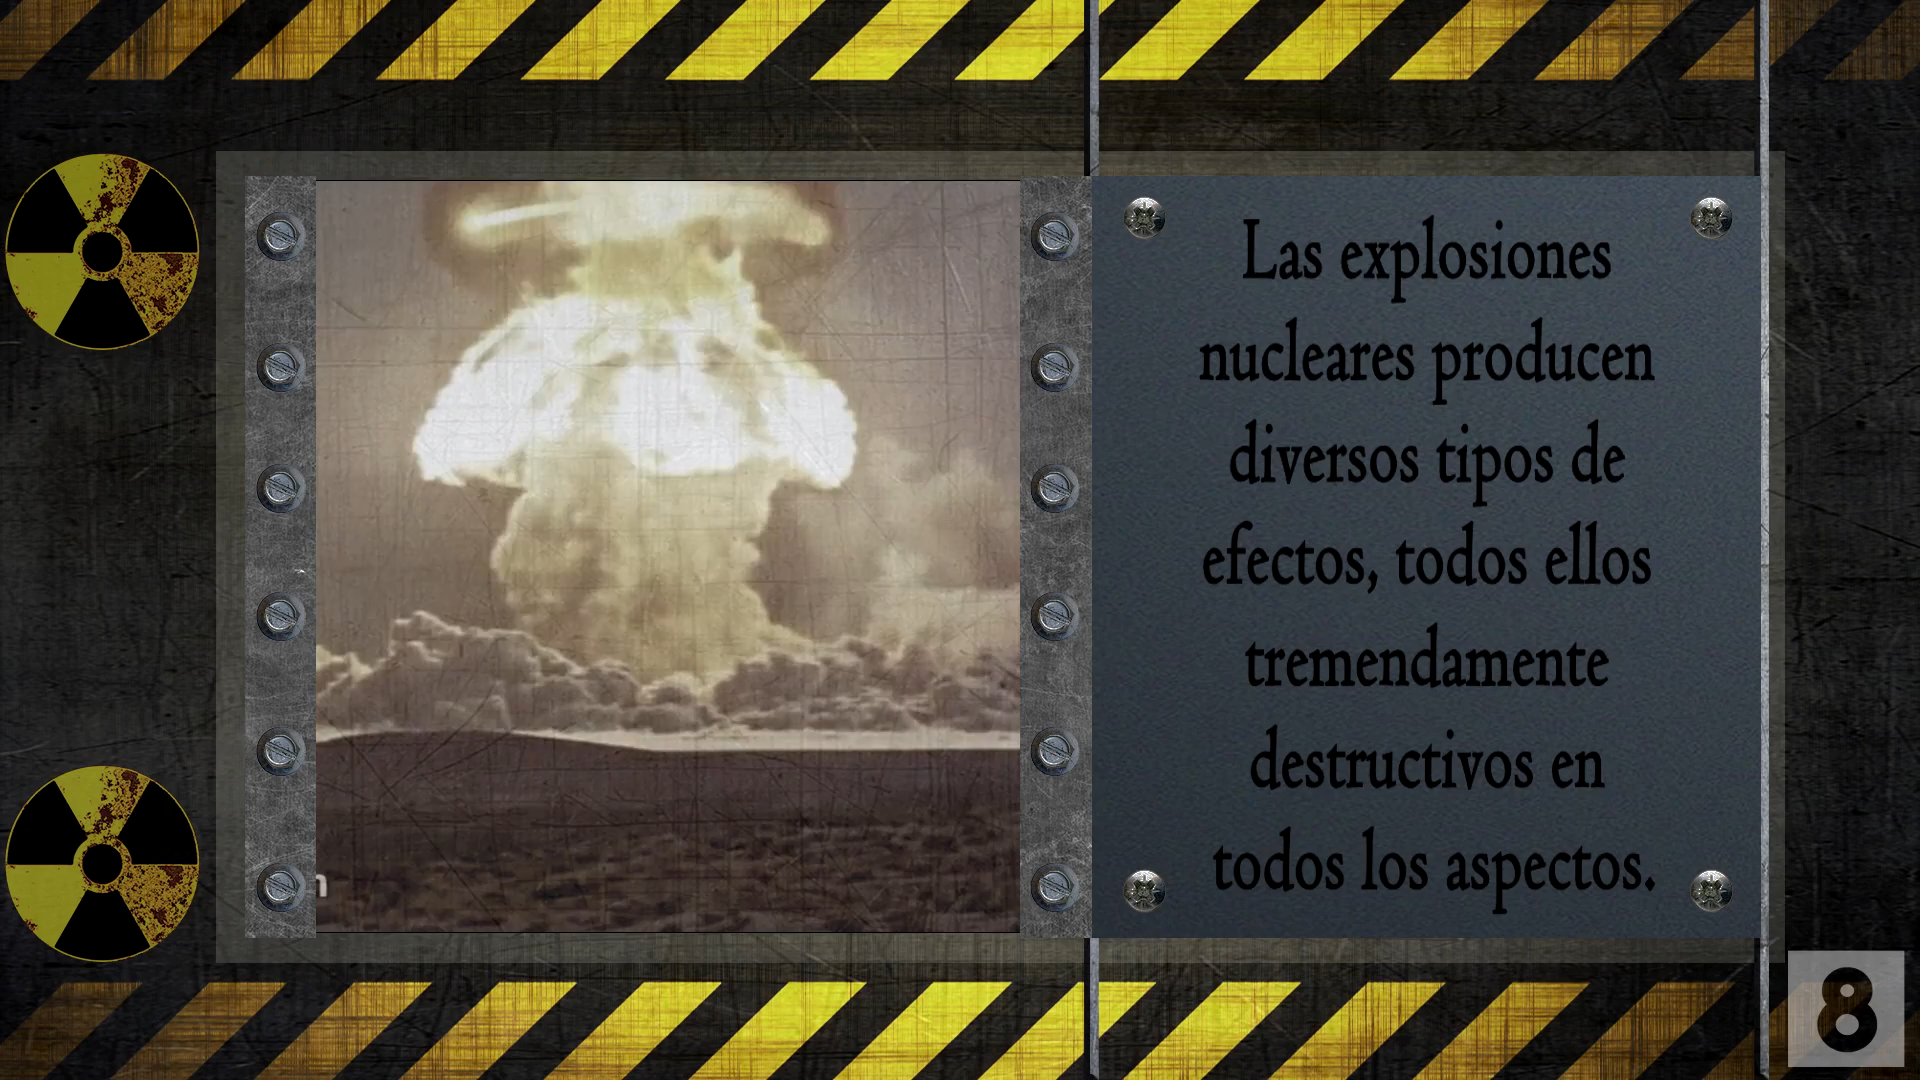 Las explosiones
nucleares producen
diversos tipos de
efectos, todos ellos
tremendamente
destructivos en
todos los aspectos.
8